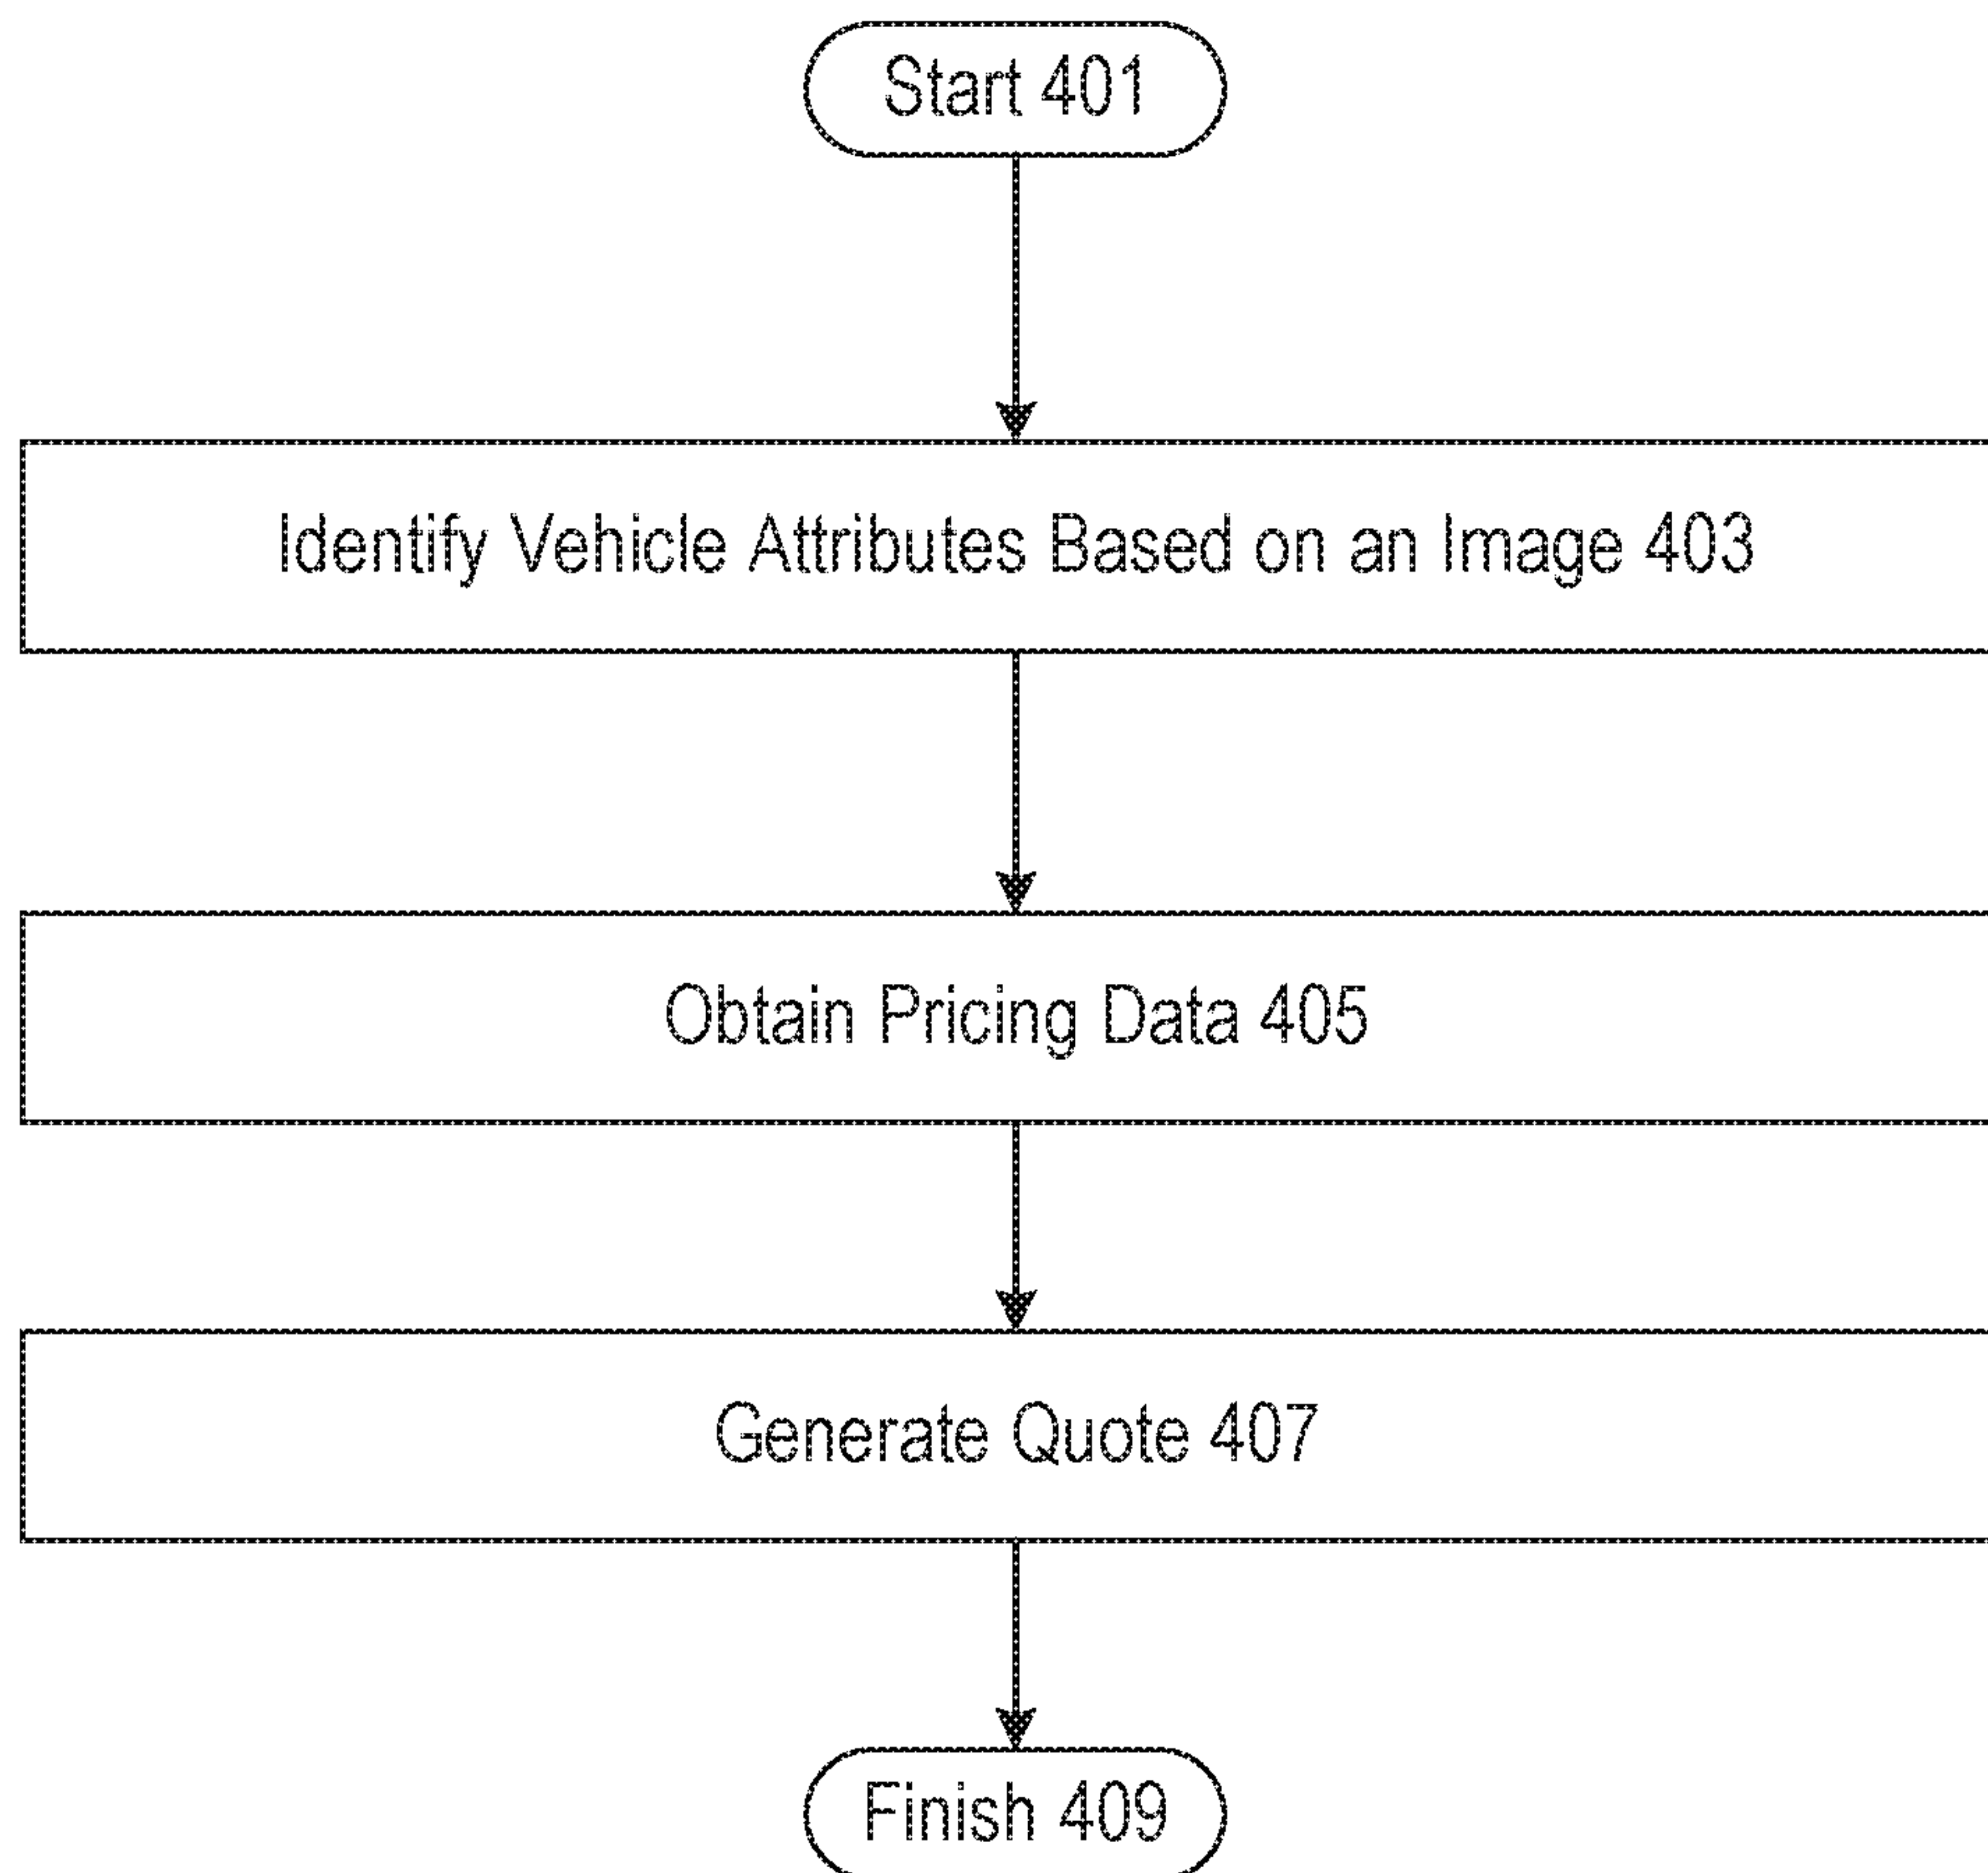 Start 401
Identify Vehicle Attributes Based on an Image 403
Obtain Pricing Data 405
Generate Quote 407
Finish 409